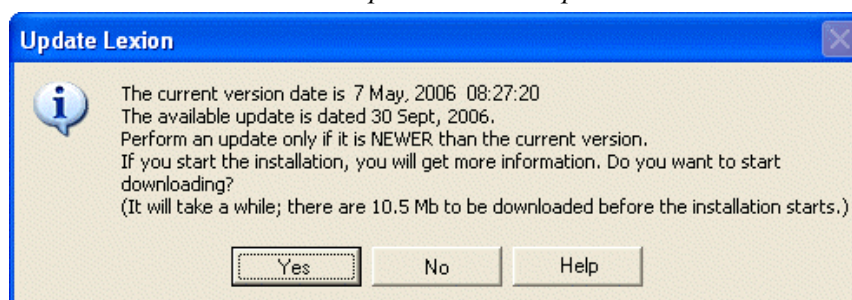 Update Lexion
The current version date is 7 May, 2006 08:27:20
The available update is dated 30 Sept, 2006.
Perform an update only if it is NEWER than the current version.
If you start the installation, you will get more information. Do you want to start
downloading?
(It will take a while; there are 10.5 Mb to be downloaded before the installation starts.)
Yes No Help